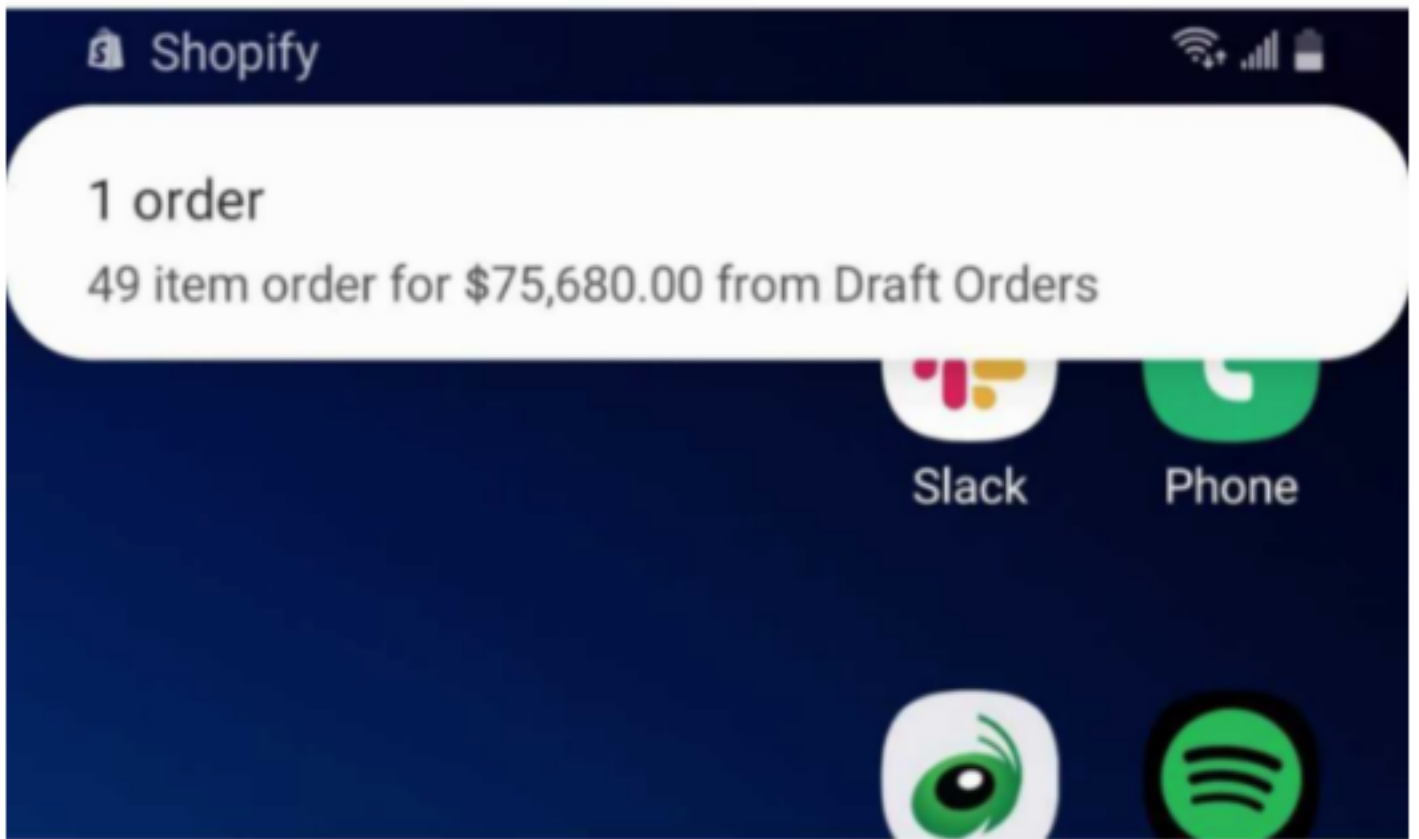 Shopify
1 order
49 item order for $75,680.00 from Draft Orders
Slack
Phone